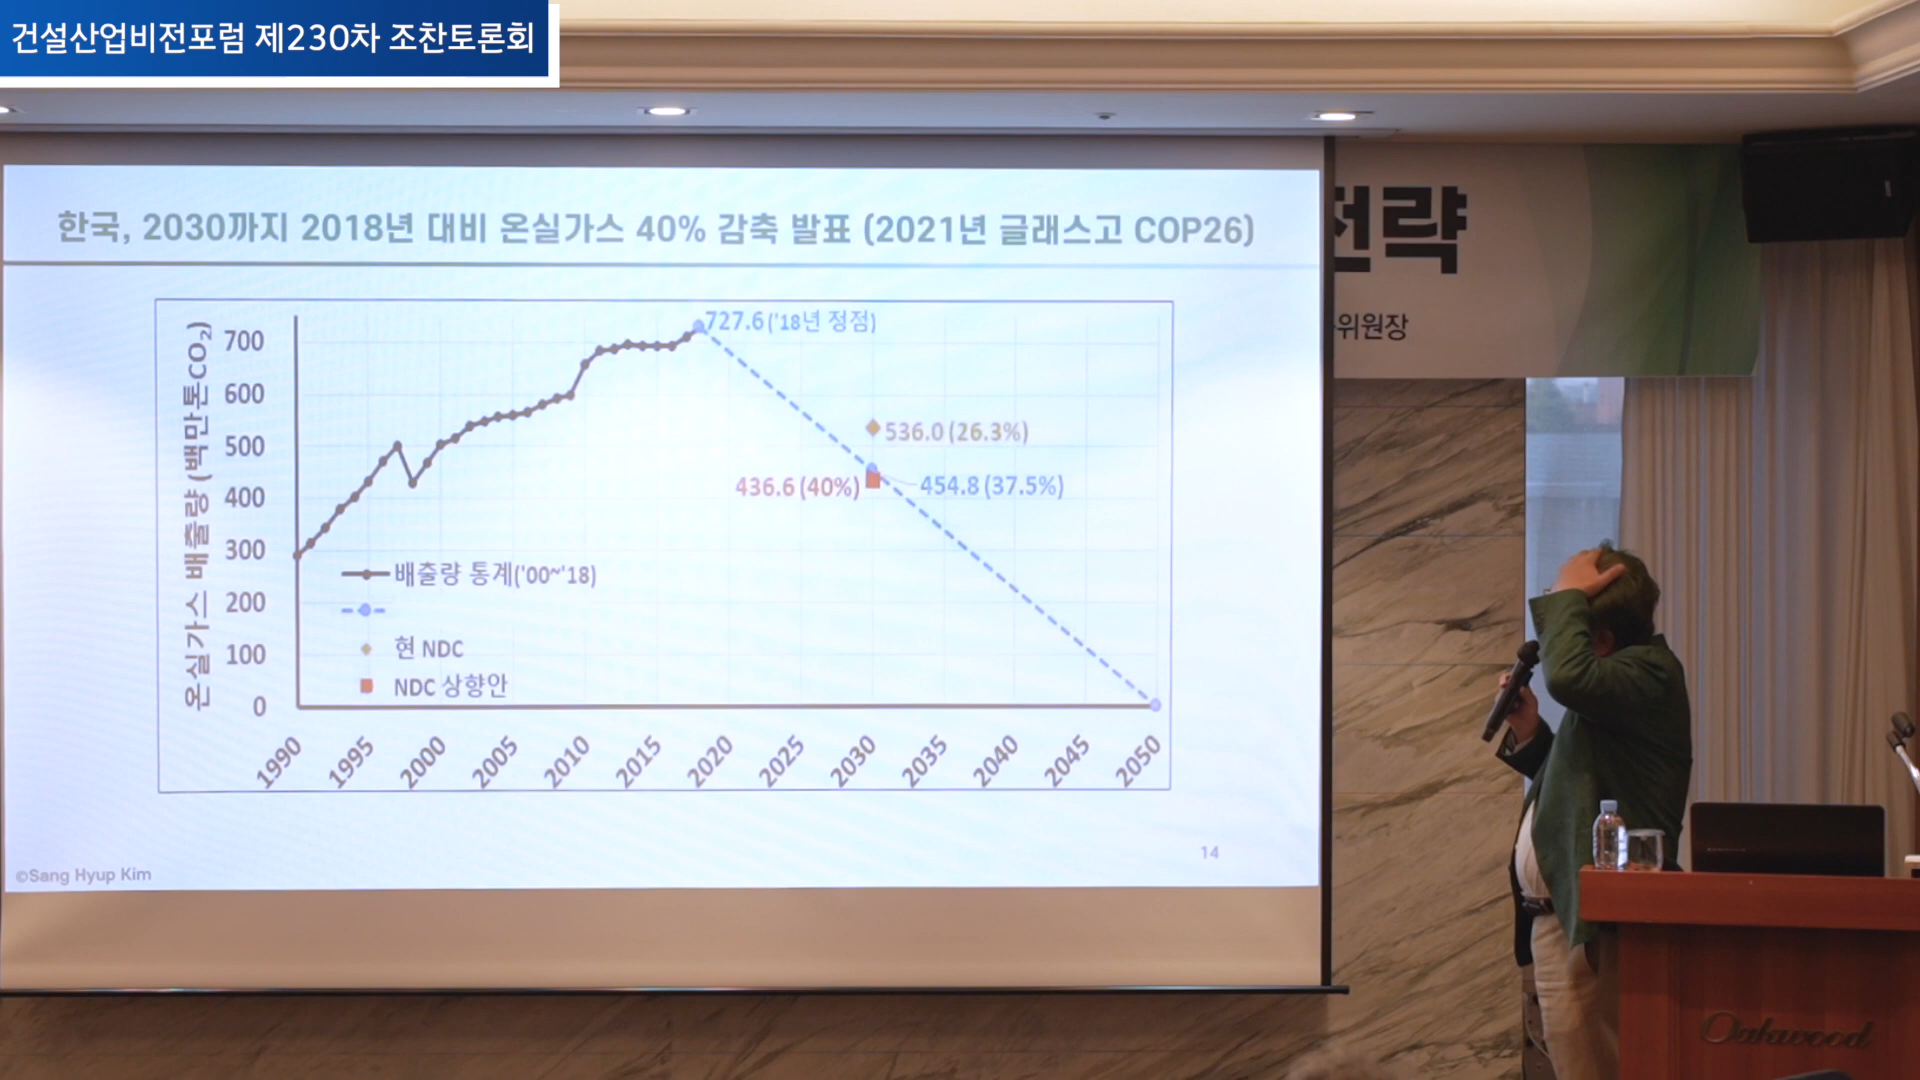 건설산업비전포럼 제230차 조찬토론회
한국, 2030까지 2018년 대비 온실가스 40% 감축 발표 (2021년 글래스고 COP26)
전략
위원장
온실가스 배출량 (백만톤CO₂)
700
600
500
400
300
200
100
0
727.6 ('18년 정점)
536.0 (26.3%)
436.6 (40%)
454.8 (37.5%)
배출량 통계('00~'18)
현 NDC
NDC 상향안
1990 1995 2000 2005 2010 2015 2020 2025 2030 2035 2040 2045 2050
14
©Sang Hyup Kim
Oakwood